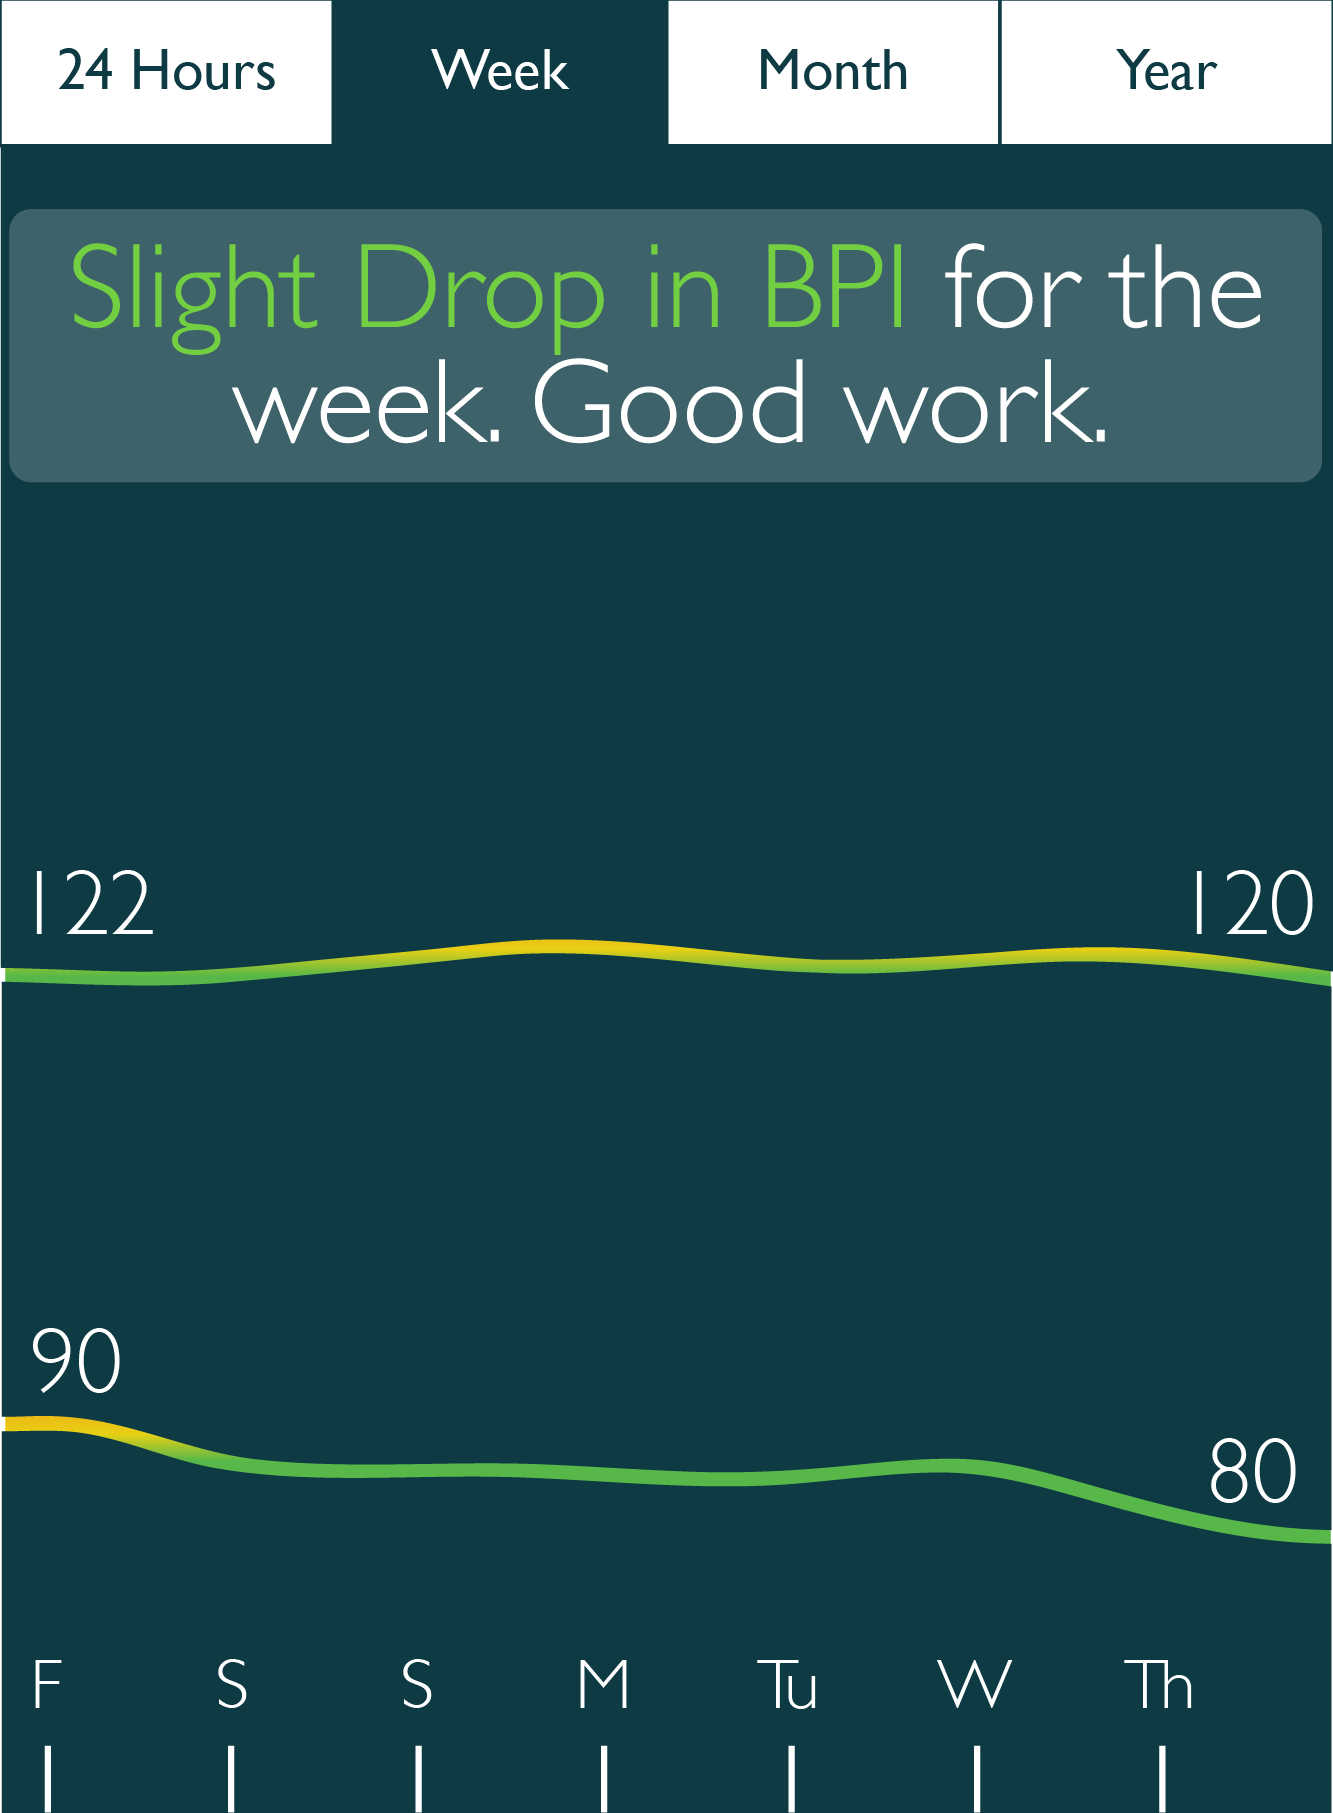 24 Hours Week Month Year
Slight Drop in BPI for the
week. Good work.
122 120
90
80
F S S M Tu W Th